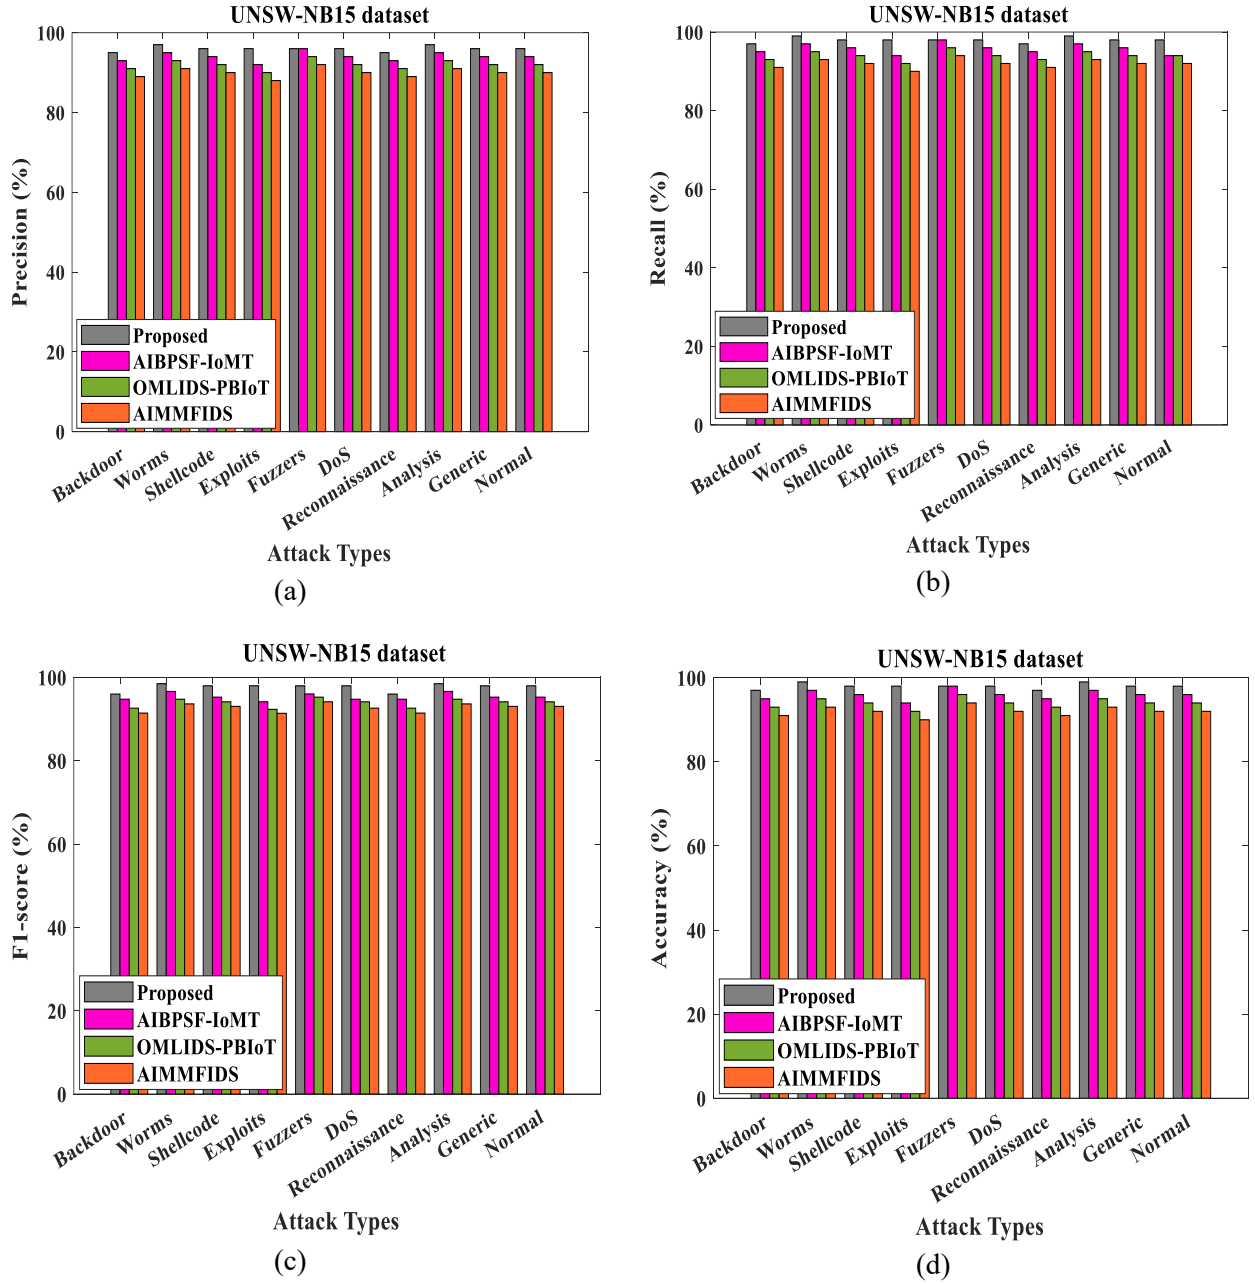 UNSW-NB15 dataset
100
80
60
40
20
0
Precision (%)
Proposed
AIBPSF-IoMT
OMLIDS-PBIoT
AIMMFIDS
Backdoor
Worms
Shellcode
Exploits
Fuzzers
DoS
Reconnaissance
Analysis
Generic
Normal
Attack Types
(a)
UNSW-NB15 dataset
100
80
60
40
20
0
Recall (%)
Proposed
AIBPSF-IoMT
OMLIDS-PBIoT
AIMMFIDS
Backdoor
Worms
Shellcode
Exploits
Fuzzers
DoS
Reconnaissance
Analysis
Generic
Normal
Attack Types
(b)
UNSW-NB15 dataset
100
80
60
40
20
0
F1-score (%)
Proposed
AIBPSF-IoMT
OMLIDS-PBIoT
AIMMFIDS
Backdoor
Worms
Shellcode
Exploits
Fuzzers
DoS
Reconnaissance
Analysis
Generic
Normal
Attack Types
(c)
UNSW-NB15 dataset
100
80
60
40
20
0
Accuracy (%)
Proposed
AIBPSF-IoMT
OMLIDS-PBIoT
AIMMFIDS
Backdoor
Worms
Shellcode
Exploits
Fuzzers
DoS
Reconnaissance
Analysis
Generic
Normal
Attack Types
(d)